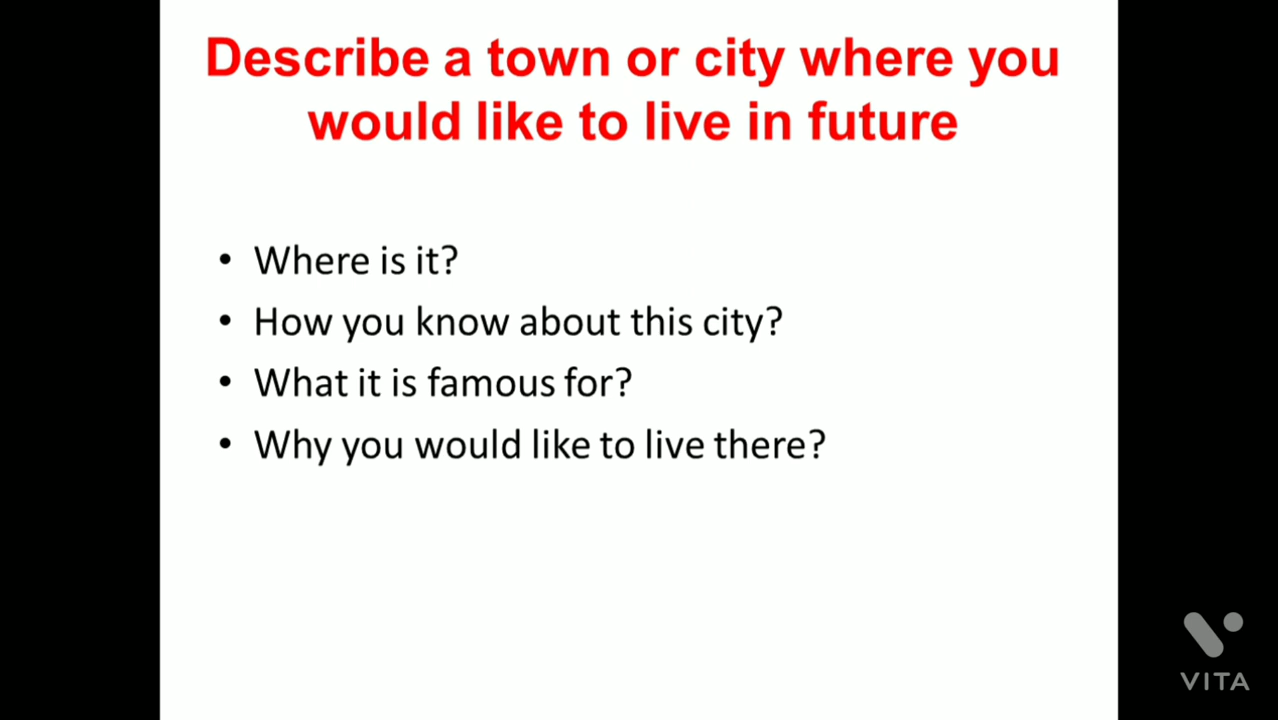 Describe a town or city where you
would like to live in future
• Where is it?
• How you know about this city?
• What it is famous for?
• Why you would like to live there?
VITA